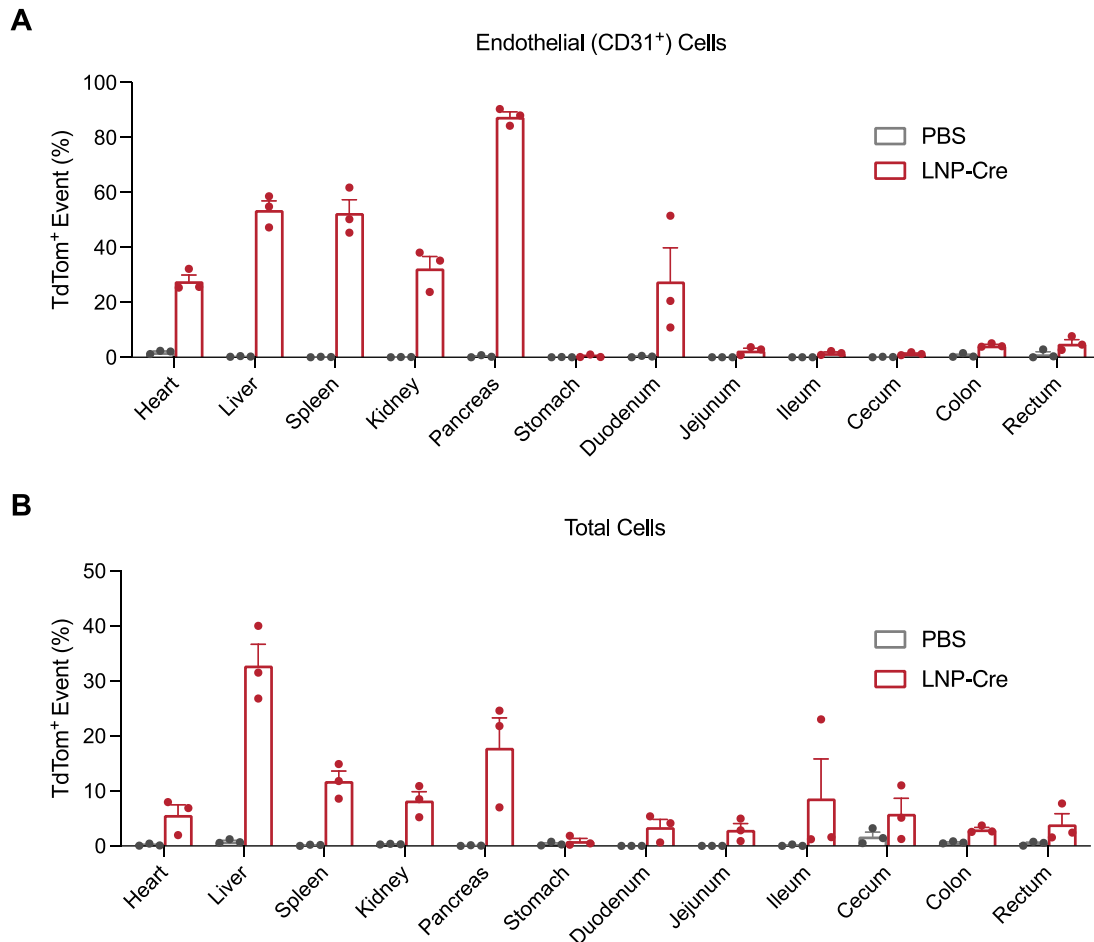 A
Endothelial (CD31⁺) Cells
TdTom⁺ Event (%)
100
80
60
40
20
0
PBS
LNP-Cre
Heart
Liver
Spleen
Kidney
Pancreas
Stomach
Duodenum
Jejunum
Ileum
Cecum
Colon
Rectum
B
Total Cells
TdTom⁺ Event (%)
50
40
30
20
10
0
PBS
LNP-Cre
Heart
Liver
Spleen
Kidney
Pancreas
Stomach
Duodenum
Jejunum
Ileum
Cecum
Colon
Rectum